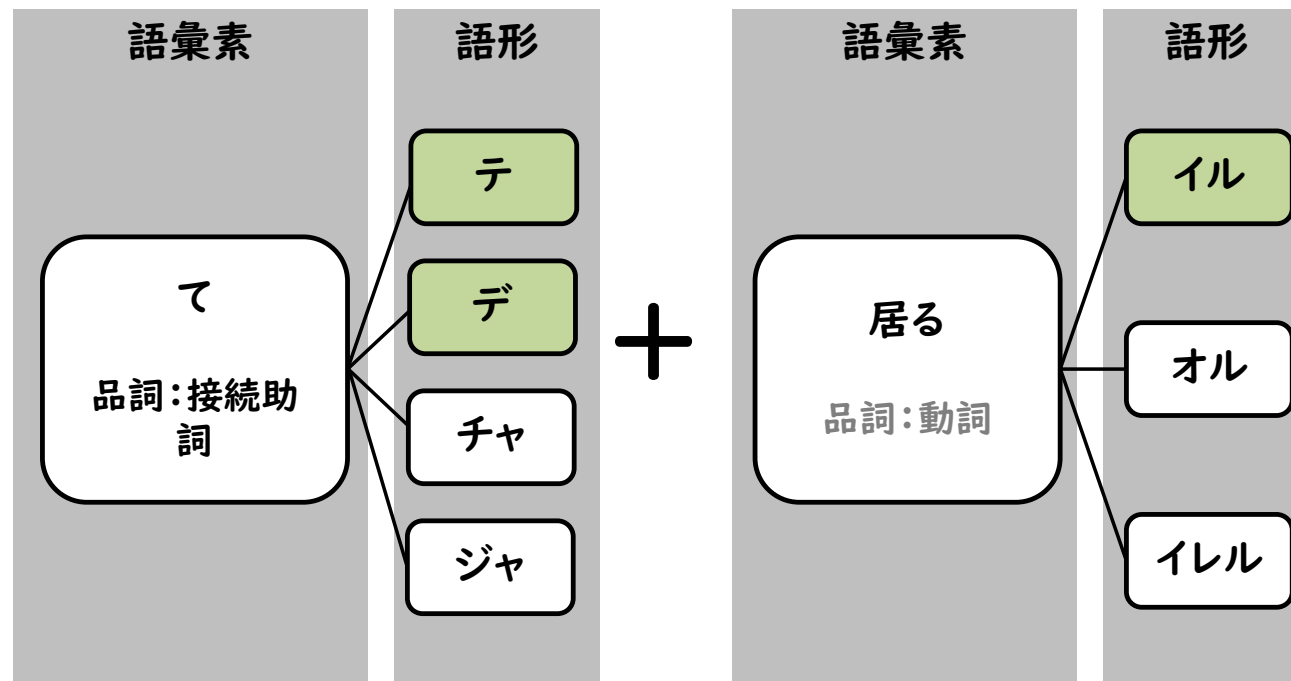 語彙素
語形
て
品詞：接続助
詞
テ
デ
チャ
ジャ
+
語彙素
語形
居る
品詞：動詞
イル
オル
イレル